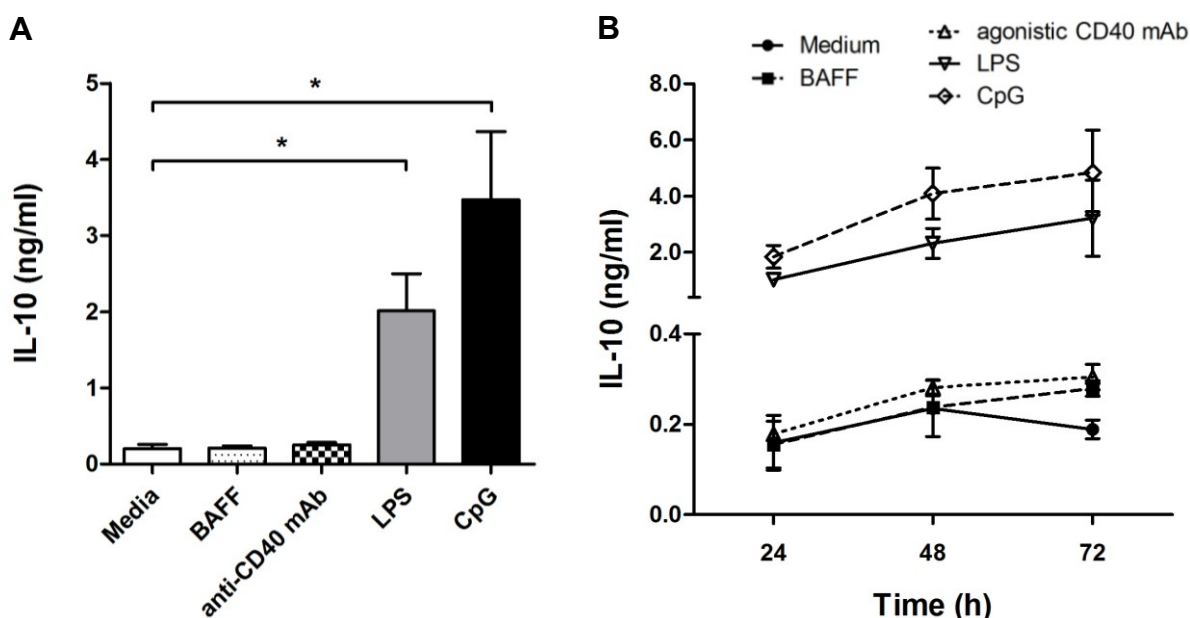 A
IL-10 (ng/ml)
5
4
3
2
1
0
*
*
Media
BAFF
anti-CD40 mAb
LPS
CpG
B
Medium
BAFF
agonistic CD40 mAb
LPS
CpG
IL-10 (ng/ml)
8.0
6.0
4.0
2.0
0.4
0.2
0.0
24 48 72
Time (h)